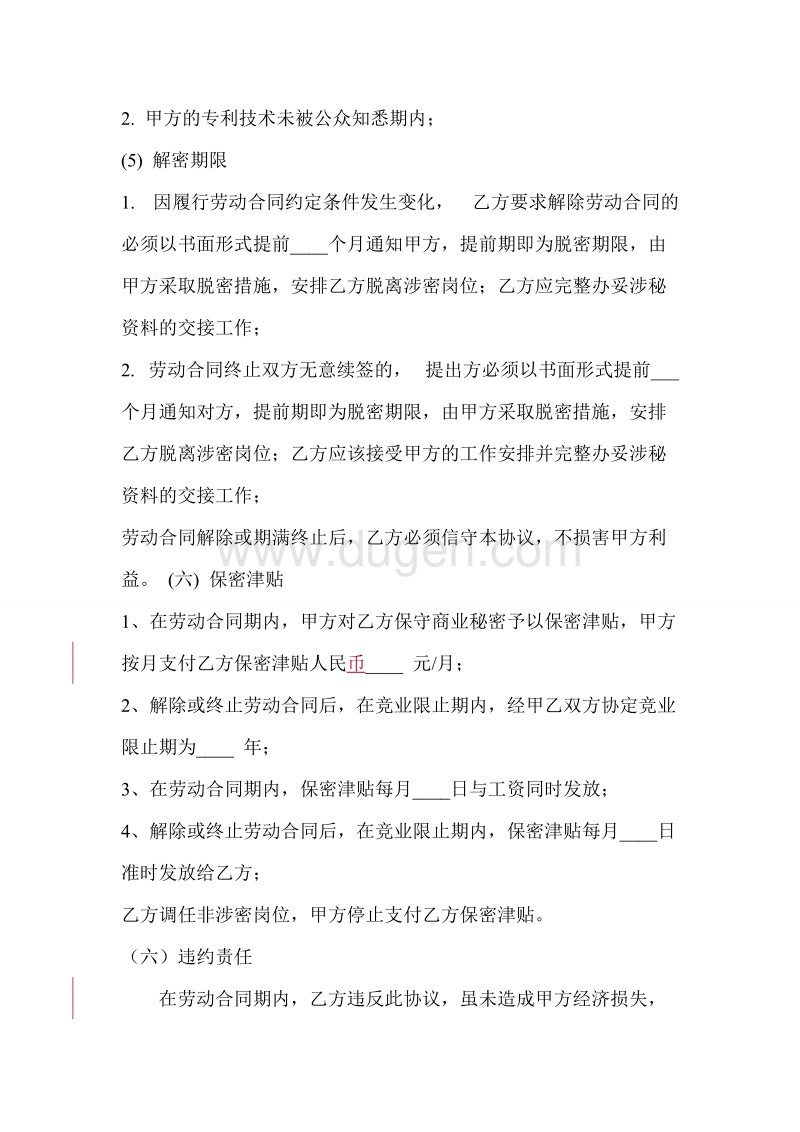 2. 甲方的专利技术未被公众知悉期内；
(5) 解密期限
1. 因履行劳动合同约定条件发生变化， 乙方要求解除劳动合同的
必须以书面形式提前____个月通知甲方，提前期即为脱密期限，由
甲方采取脱密措施，安排乙方脱离涉密岗位；乙方应完整办妥涉秘
资料的交接工作；
2. 劳动合同终止双方无意续签的， 提出方必须以书面形式提前___
个月通知对方，提前期即为脱密期限，由甲方采取脱密措施，安排
乙方脱离涉密岗位；乙方应该接受甲方的工作安排并完整办妥涉秘
资料的交接工作；
劳动合同解除或期满终止后，乙方必须信守本协议，不损害甲方利
www.dugen.com
益。 (六) 保密津贴
1、在劳动合同期内，甲方对乙方保守商业秘密予以保密津贴，甲方
按月支付乙方保密津贴人民币____ 元/月；
2、解除或终止劳动合同后，在竞业限止期内，经甲乙双方协定竞业
限止期为____ 年；
3、在劳动合同期内，保密津贴每月____日与工资同时发放；
4、解除或终止劳动合同后，在竞业限止期内，保密津贴每月____日
准时发放给乙方；
乙方调任非涉密岗位，甲方停止支付乙方保密津贴。
（六）违约责任
在劳动合同期内，乙方违反此协议，虽未造成甲方经济损失，